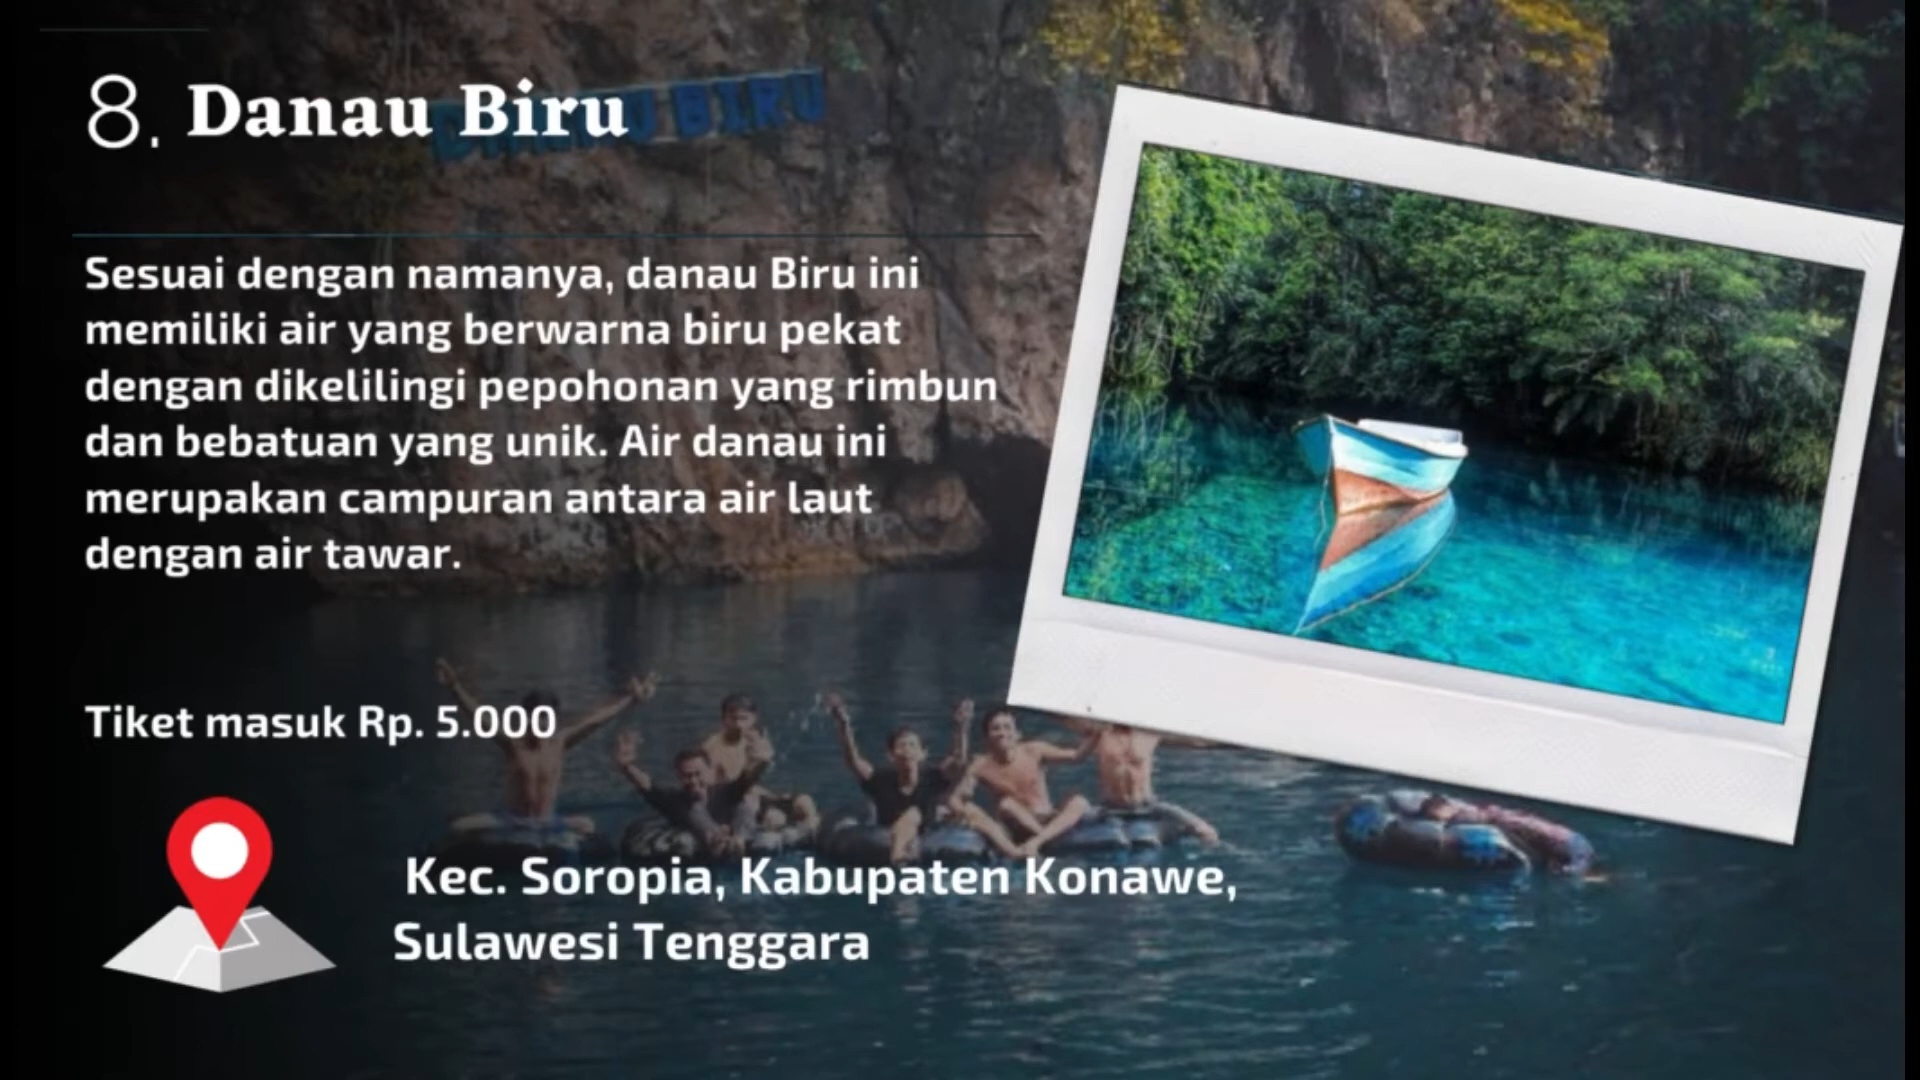 8. Danau Biru
DANAU BIRU
Sesuai dengan namanya, danau Biru ini
memiliki air yang berwarna biru pekat
dengan dikelilingi pepohonan yang rimbun
dan bebatuan yang unik. Air danau ini
merupakan campuran antara air laut
dengan air tawar.
Tiket masuk Rp. 5.000
Kec. Soropia, Kabupaten Konawe,
Sulawesi Tenggara